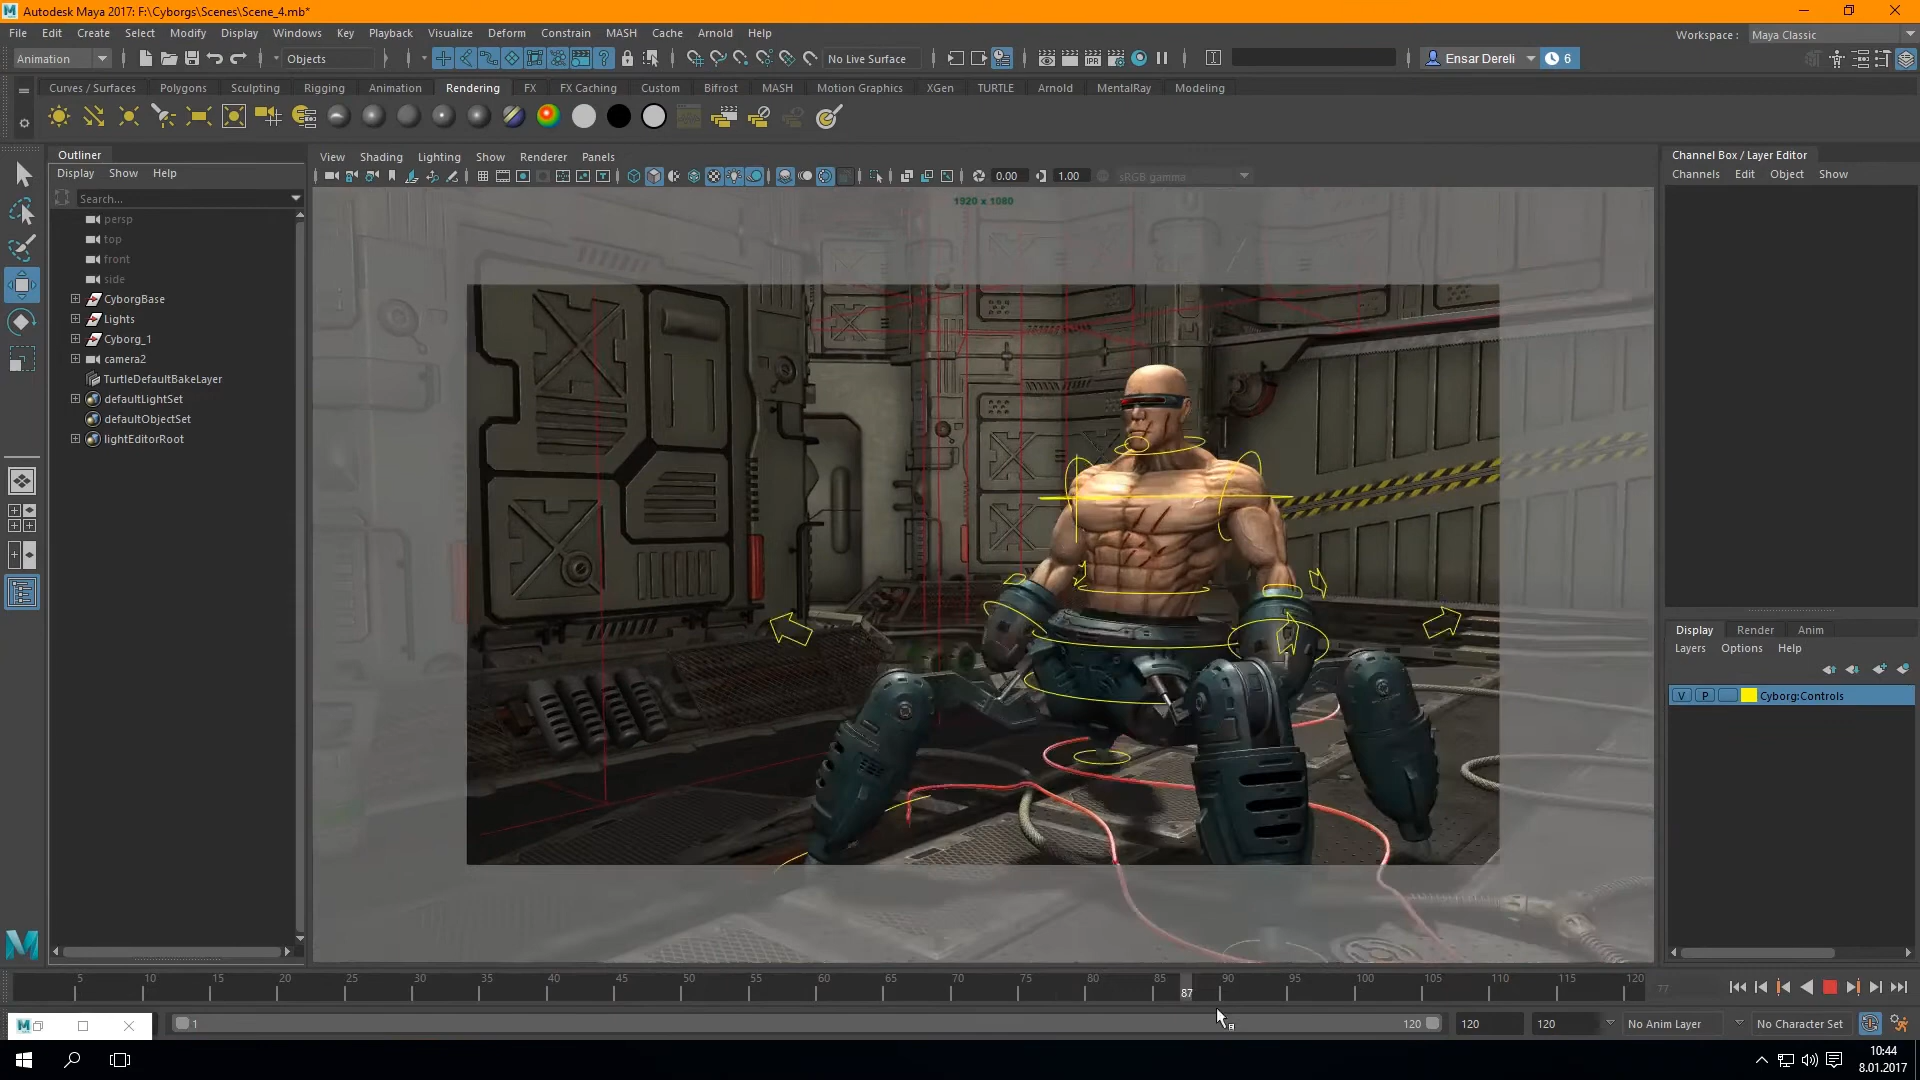 Autodesk Maya 2017: F:\Cyborgs\Scenes\Scene_4.mb*
File Edit Create Select Modify Display Windows Key Playback Visualize Deform Constrain MASH Cache Arnold Help
Workspace : Maya Classic
Animation Objects No Live Surface IPR Ensar Dereli 6
Curves / Surfaces Polygons Sculpting Rigging Animation Rendering FX FX Caching Custom Bifrost MASH Motion Graphics XGen TURTLE Arnold MentalRay Modeling
Outliner
Display Show Help
Search...
persp
top
front
side
CyborgBase
Lights
Cyborg_1
camera2
TurtleDefaultBakeLayer
defaultLightSet
defaultObjectSet
lightEditorRoot
View Shading Lighting Show Renderer Panels
0.00 1.00 sRGB gamma
1920 x 1080
Channel Box / Layer Editor
Channels Edit Object Show
Display Render Anim
Layers Options Help
V P Cyborg:Controls
5 10 15 20 25 30 35 40 45 50 55 60 65 70 75 80 85 90 95 100 105 110 115 120
87
77
1 120 120 120 No Anim Layer No Character Set
10:44
8.01.2017